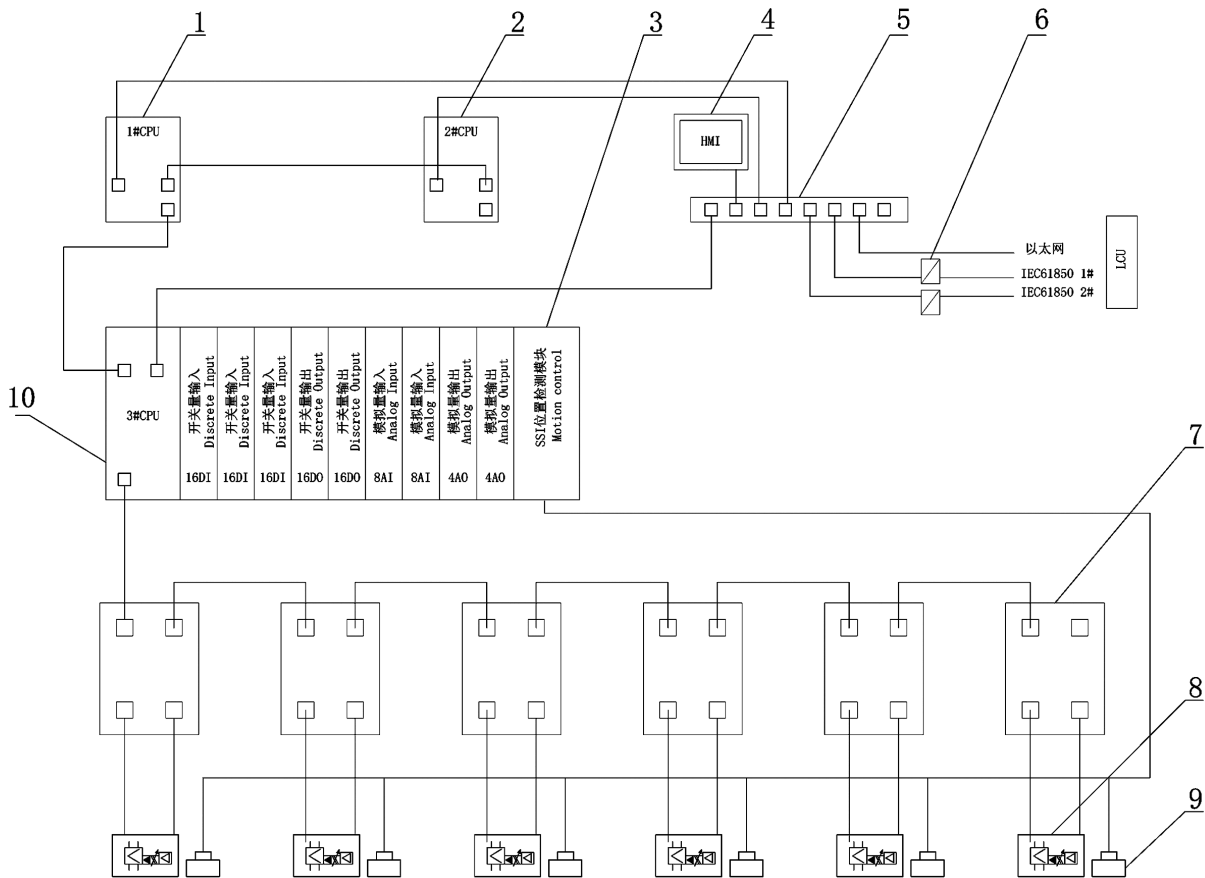 1
2
3
4
5
6
1#CPU
2#CPU
HMI
以太网
IEC61850 1#
IEC61850 2#
LCU
10
3#CPU
开关量输入
Discrete Input
16DI
开关量输入
Discrete Input
16DI
开关量输入
Discrete Input
16DI
开关量输出
Discrete Output
16DO
开关量输出
Discrete Output
16DO
模拟量输入
Analog Input
8AI
模拟量输入
Analog Input
8AI
模拟量输出
Analog Output
4AO
模拟量输出
Analog Output
4AO
SSI位置检测模块
Motion control
7
8
9